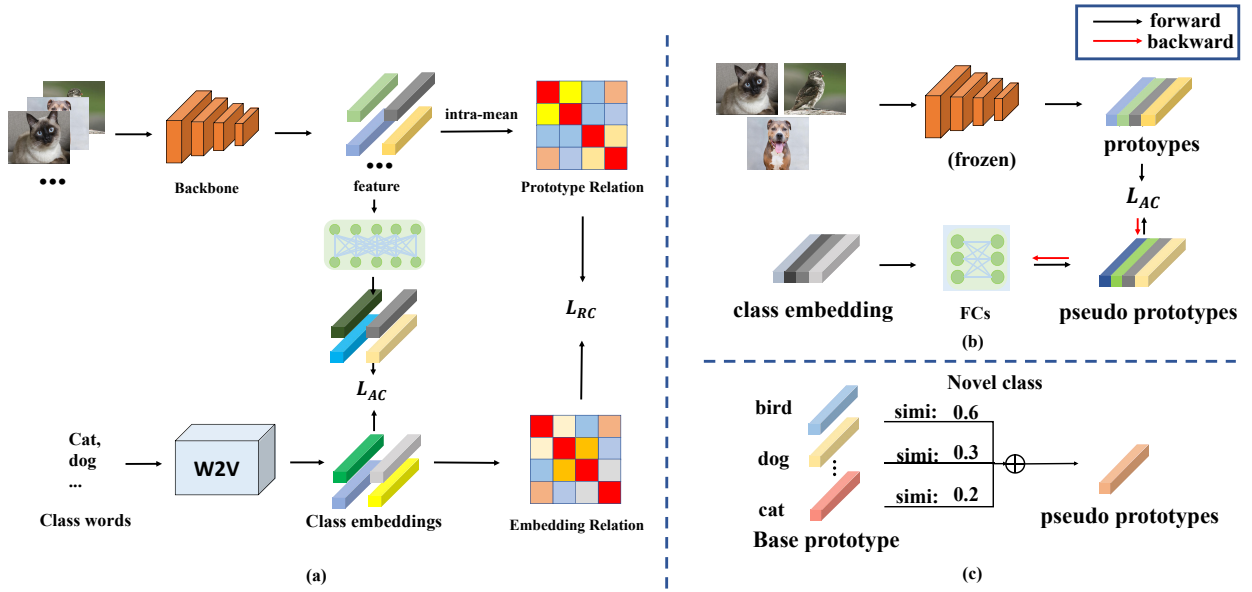 intra-mean
Backbone
feature
Prototype Relation
L_RC
L_AC
Cat,
dog
...
W2V
Class words
Class embeddings
Embedding Relation
(a)
forward
backward
(frozen)
protoypes
L_AC
class embedding
FCs
pseudo prototypes
(b)
Novel class
bird
simi: 0.6
dog
simi: 0.3
cat
simi: 0.2
Base prototype
pseudo prototypes
(c)